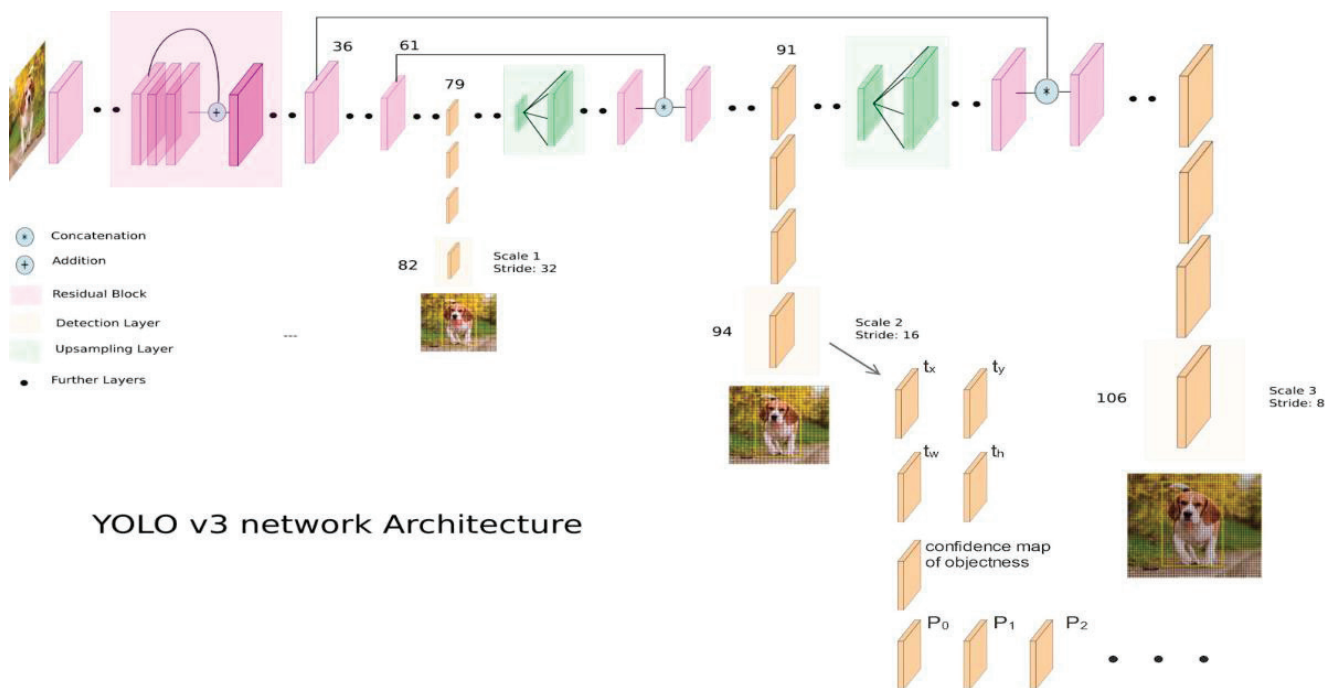 36
61
91
79
+
*
*
* Concatenation
+ Addition
Residual Block
Detection Layer
Upsampling Layer
Further Layers
---
82
Scale 1
Stride: 32
94
Scale 2
Stride: 16
tx
ty
tw
th
confidence map
of objectness
P0
P1
P2
106
Scale 3
Stride: 8
YOLO v3 network Architecture